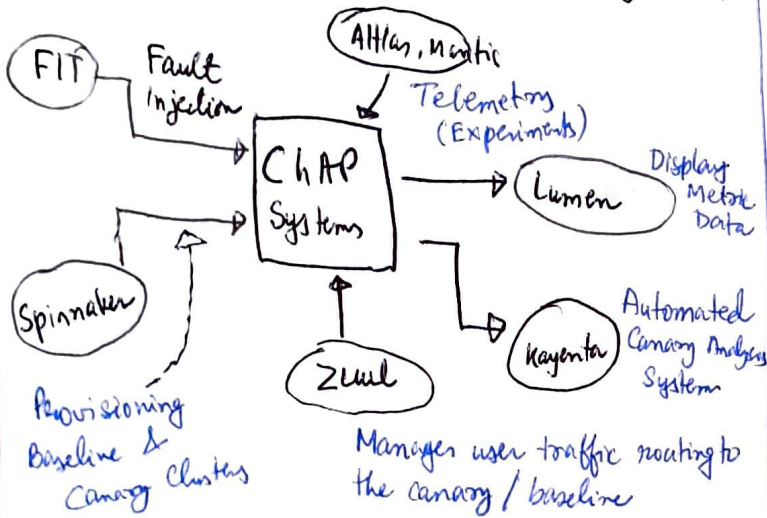 FIT
Fault
Injection
Atlas, Mantis
Telemetry
(Experiments)
ChAP
Systems
Lumen
Display
Metric
Data
Spinnaker
Zuul
Kayenta
Automated
Canary Analysis
System
Provisioning
Baseline &
Canary Clusters
Manages user traffic routing to
the canary / baseline